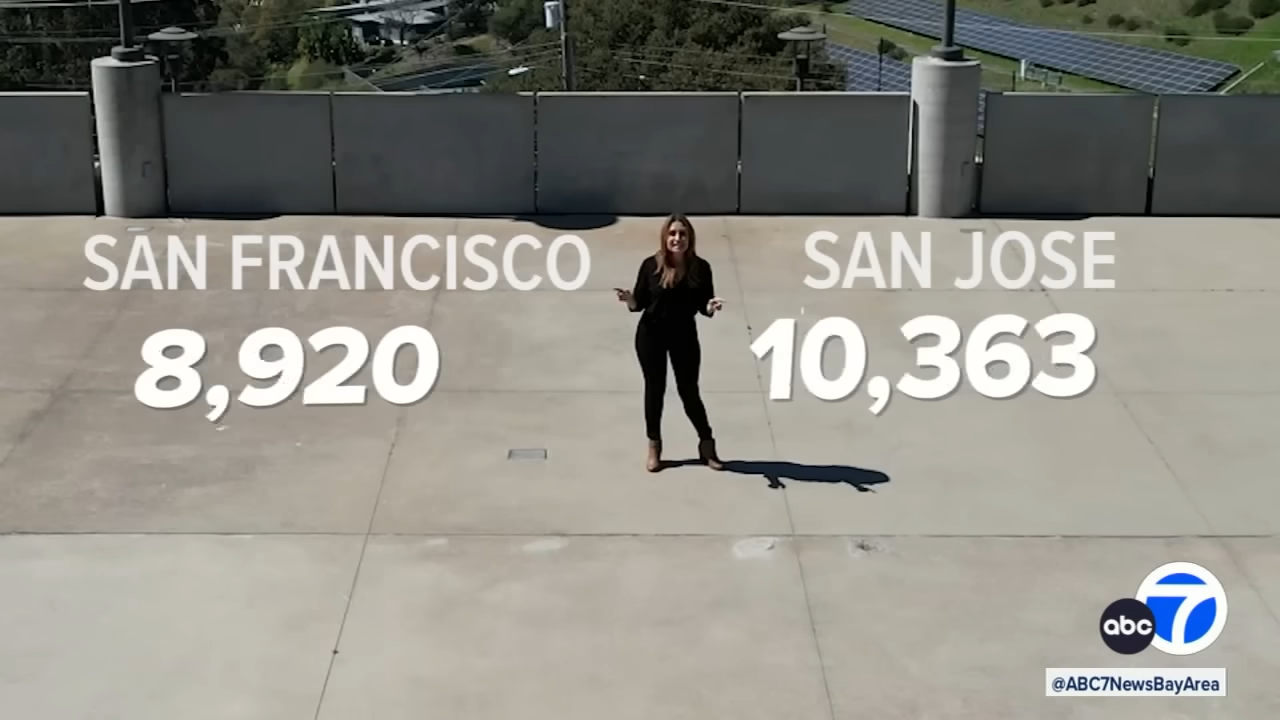 SAN FRANCISCO
8,920
SAN JOSE
10,363
abc 7
@ABC7NewsBayArea